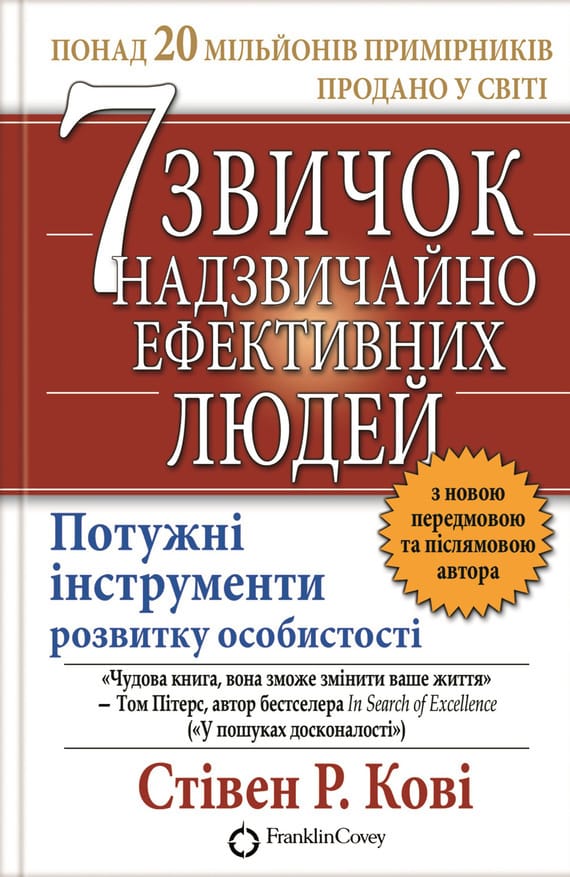 ПОНАД 20 МІЛЬЙОНІВ ПРИМІРНИКІВ
ПРОДАНО У СВІТІ
7 ЗВИЧОК
НАДЗВИЧАЙНО
ЕФЕКТИВНИХ
ЛЮДЕЙ
з новою
передмовою
та післямовою
автора
Потужні
інструменти
розвитку особистості
«Чудова книга, вона зможе змінити ваше життя»
– Том Пітерс, автор бестселера In Search of Excellence
(«У пошуках досконалості»)
Стівен Р. Кові
FranklinCovey